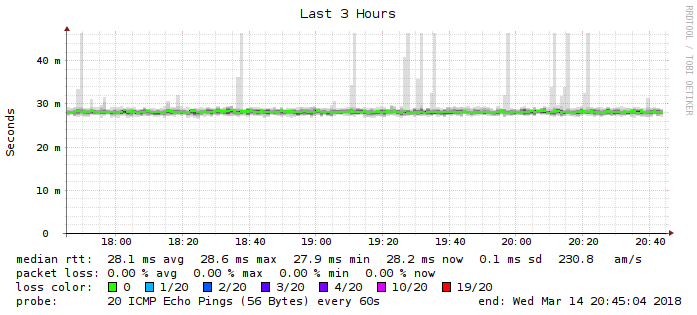 Last 3 Hours
RRDTOOL / TOBI OETIKER
Seconds
40 m
30 m
20 m
10 m
0
18:00 18:20 18:40 19:00 19:20 19:40 20:00 20:20 20:40
median rtt: 28.1 ms avg 28.6 ms max 27.9 ms min 28.2 ms now 0.1 ms sd 230.8 am/s
packet loss: 0.00 % avg 0.00 % max 0.00 % min 0.00 % now
loss color: 0 1/20 2/20 3/20 4/20 10/20 19/20
probe: 20 ICMP Echo Pings (56 Bytes) every 60s end: Wed Mar 14 20:45:04 2018